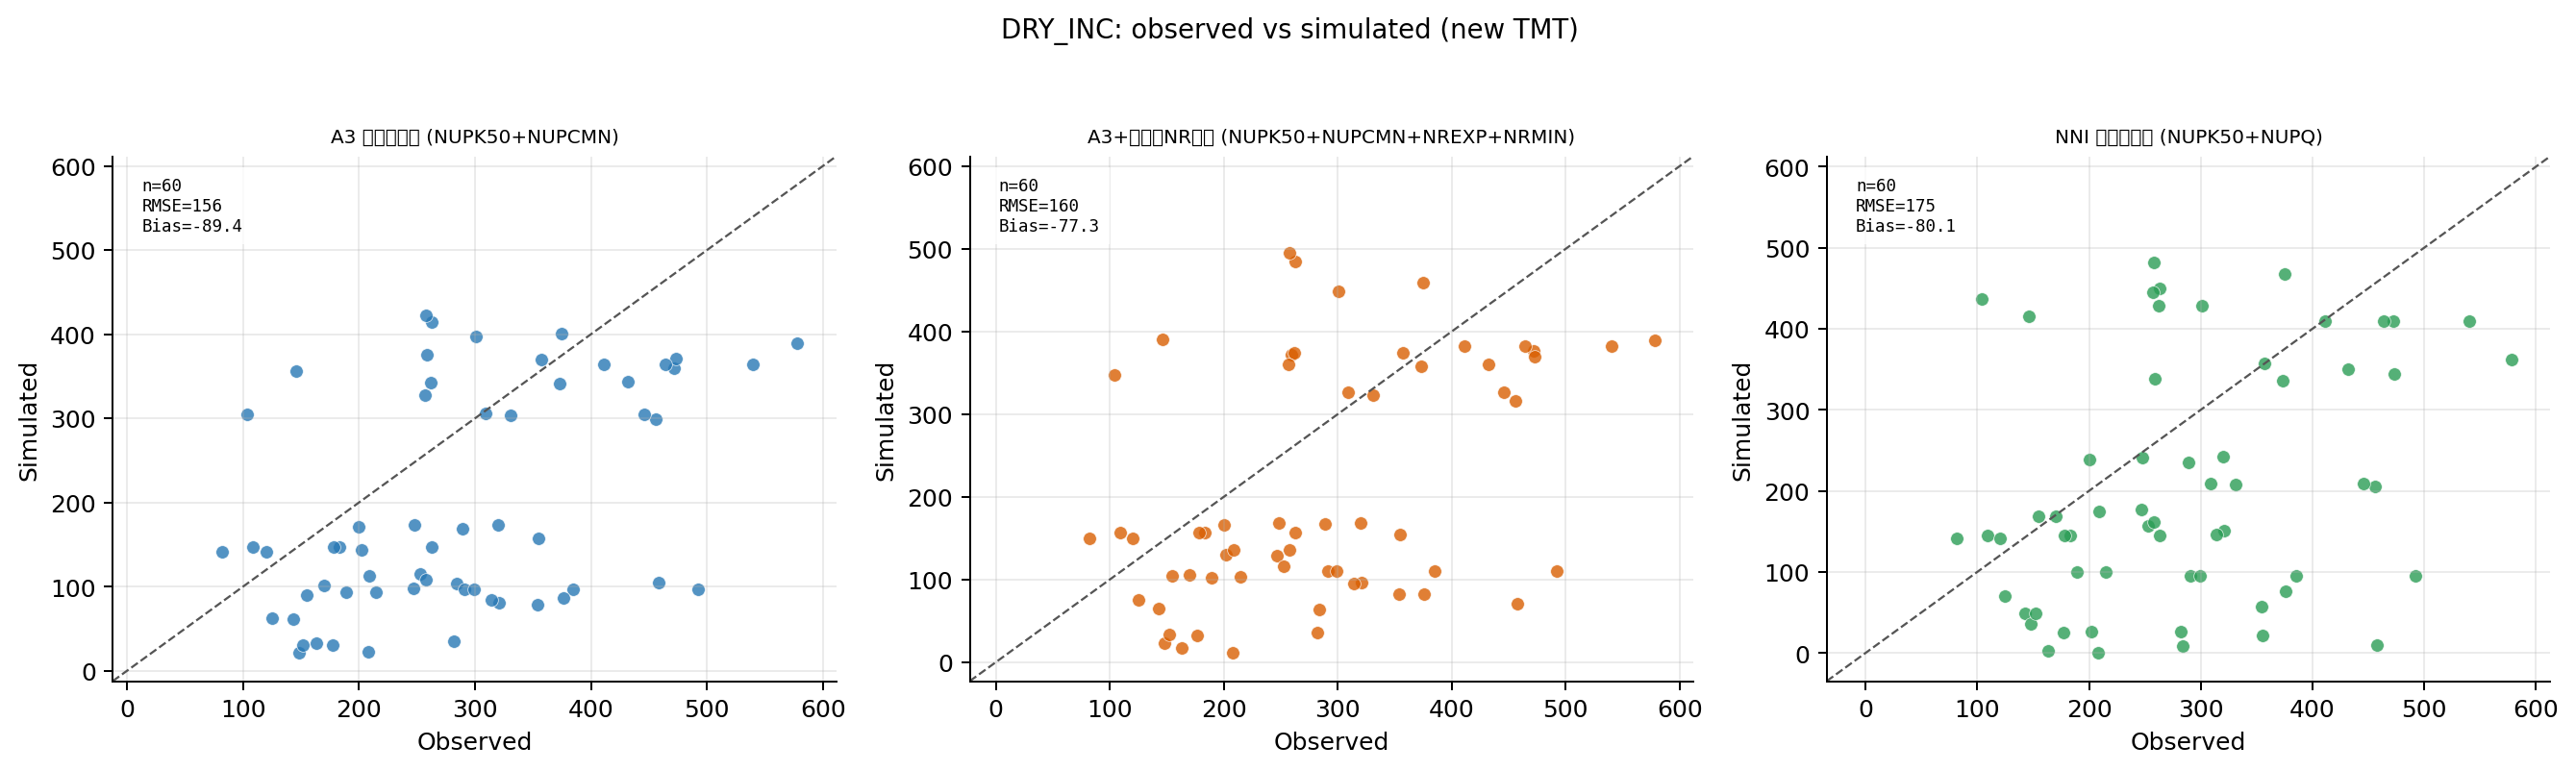 DRY_INC: observed vs simulated (new TMT)
A3 (NUPK50+NUPCMN)
n=60
RMSE=156
Bias=-89.4
600
500
400
300
200
100
0
Simulated
0 100 200 300 400 500 600
Observed
A3+ NR (NUPK50+NUPCMN+NREXP+NRMIN)
n=60
RMSE=160
Bias=-77.3
600
500
400
300
200
100
0
Simulated
0 100 200 300 400 500 600
Observed
NNI (NUPK50+NUPQ)
n=60
RMSE=175
Bias=-80.1
600
500
400
300
200
100
0
Simulated
0 100 200 300 400 500 600
Observed